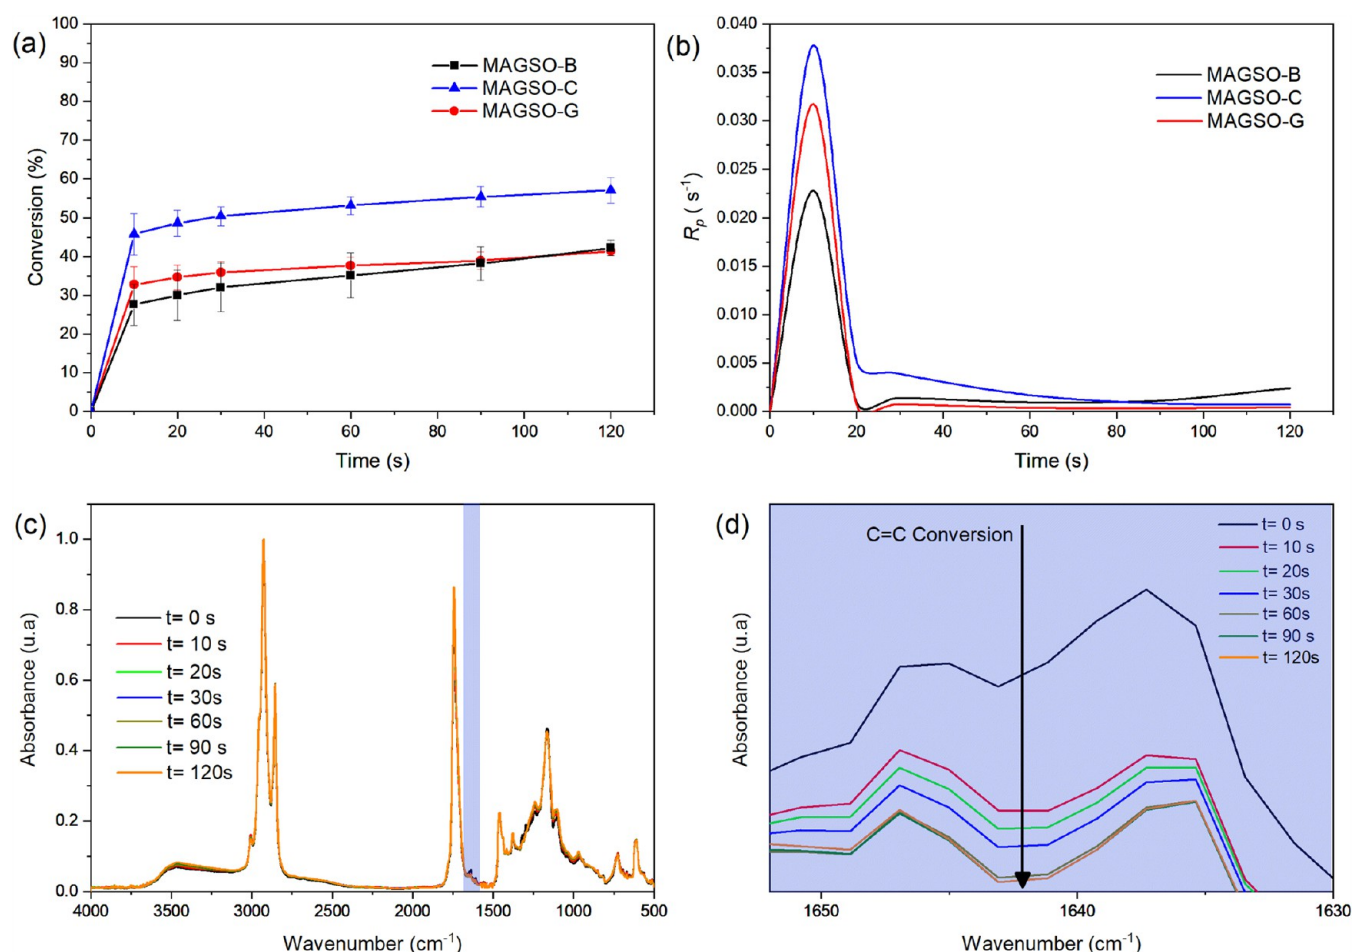 (a)
100
90
80
70
60
50
40
30
20
10
0
Conversion (%)
MAGSO-B
MAGSO-C
MAGSO-G
0 20 40 60 80 100 120
Time (s)
(b)
0.040
0.035
0.030
0.025
0.020
0.015
0.010
0.005
0.000
Rp ( s-1)
MAGSO-B
MAGSO-C
MAGSO-G
0 20 40 60 80 100 120
Time (s)
(c)
1.0
0.8
0.6
0.4
0.2
0.0
Absorbance (u.a)
t= 0 s
t= 10 s
t= 20s
t= 30s
t= 60s
t= 90 s
t= 120s
4000 3500 3000 2500 2000 1500 1000 500
Wavenumber (cm-1)
(d)
Absorbance (u.a)
C=C Conversion
t= 0 s
t= 10 s
t= 20s
t= 30s
t= 60s
t= 90 s
t= 120s
1650 1640 1630
Wavenumber (cm-1)